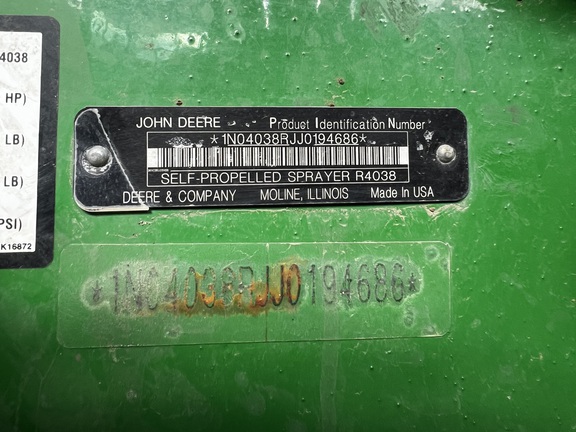 4038
HP)
LB)
LB)
PSI)
K16872
JOHN DEERE Product Identification Number
*1N04038RJJ0194686*
SELF-PROPELLED SPRAYER R4038
DEERE & COMPANY MOLINE, ILLINOIS Made In USA
*1N04038RJJ0194686*